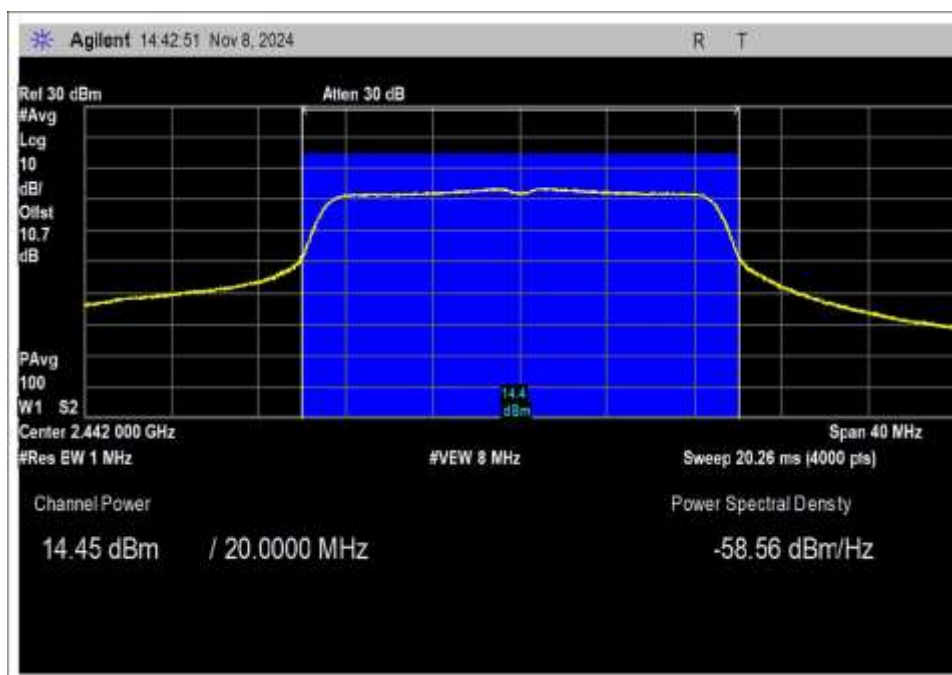 Agilent 14:42:51 Nov 8, 2024 R T
Ref 30 dBm Atten 30 dB
#Avg
Log
10
dB/
Offst
10.7
dB
PAvg
100
W1 S2
14.4
dBm
Center 2.442 000 GHz Span 40 MHz
#Res BW 1 MHz #VBW 8 MHz Sweep 20.26 ms (4000 pts)
Channel Power Power Spectral Density
14.45 dBm / 20.0000 MHz -58.56 dBm/Hz